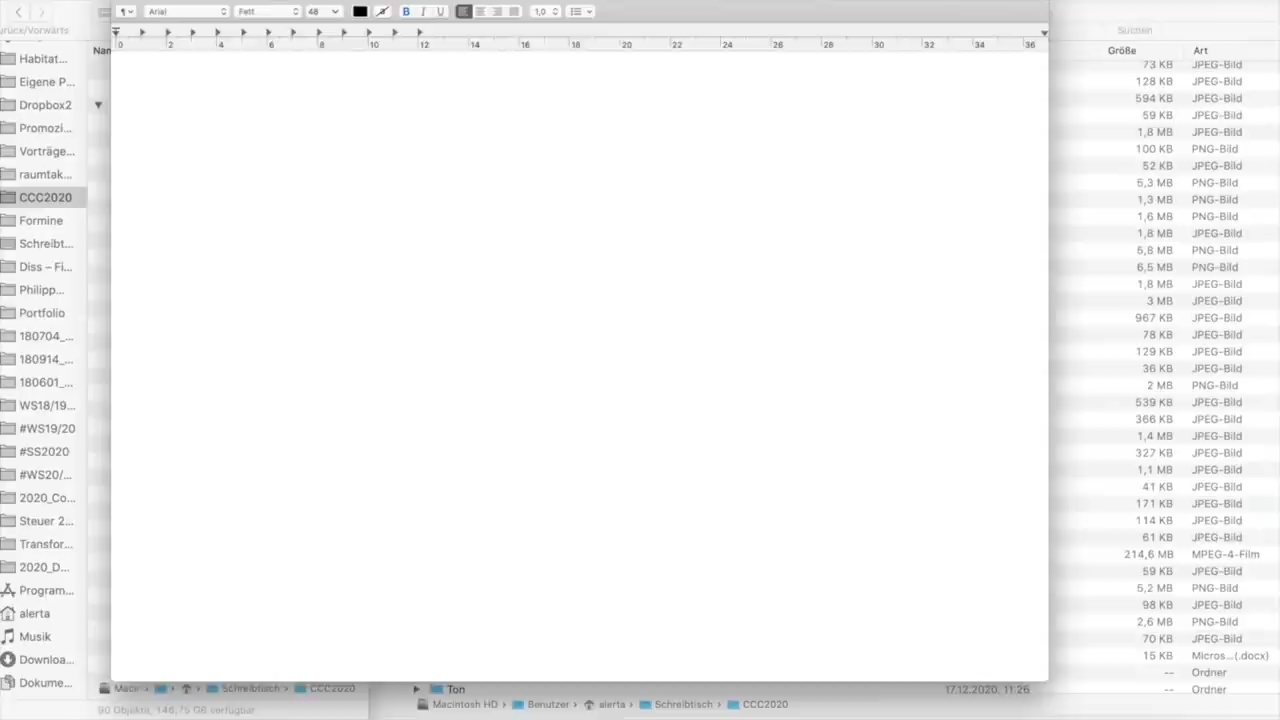 Arial Fett 48 B I U 1,0
urück/Vorwärts
Suchen
0 2 4 6 8 10 12 14 16 18 20 22 24 26 28 30 32 34 36
Nan
Größe Art
Habitat...
Eigene P...
Dropbox2
Promozi...
Vorträge...
raumtak...
CCC2020
Formine
Schreibt...
Diss – Fi...
Philipp...
Portfolio
180704_...
180914_...
180601_...
WS18/19...
#WS19/20
#SS2020
#WS20/...
2020_Co...
Steuer 2...
Transfor...
2020_D...
Program...
alerta
Musik
Downloa...
Dokume...
73 KB JPEG-Bild
128 KB JPEG-Bild
594 KB JPEG-Bild
59 KB JPEG-Bild
1,8 MB JPEG-Bild
100 KB PNG-Bild
52 KB JPEG-Bild
5,3 MB PNG-Bild
1,3 MB PNG-Bild
1,6 MB PNG-Bild
1,8 MB JPEG-Bild
5,8 MB PNG-Bild
6,5 MB PNG-Bild
1,8 MB JPEG-Bild
3 MB JPEG-Bild
967 KB JPEG-Bild
78 KB JPEG-Bild
129 KB JPEG-Bild
36 KB JPEG-Bild
2 MB PNG-Bild
539 KB JPEG-Bild
366 KB JPEG-Bild
1,4 MB JPEG-Bild
327 KB JPEG-Bild
1,1 MB JPEG-Bild
41 KB JPEG-Bild
171 KB JPEG-Bild
114 KB JPEG-Bild
61 KB JPEG-Bild
214,6 MB MPEG-4-Film
59 KB JPEG-Bild
5,2 MB PNG-Bild
98 KB JPEG-Bild
2,6 MB PNG-Bild
70 KB JPEG-Bild
15 KB Micros...(.docx)
-- Ordner
Ton 17.12.2020, 11:26 -- Ordner
Macin Schreibtisch CCC2020
Macintosh HD Benutzer alerta Schreibtisch CCC2020
90 Objekte, 146,75 GB verfügbar